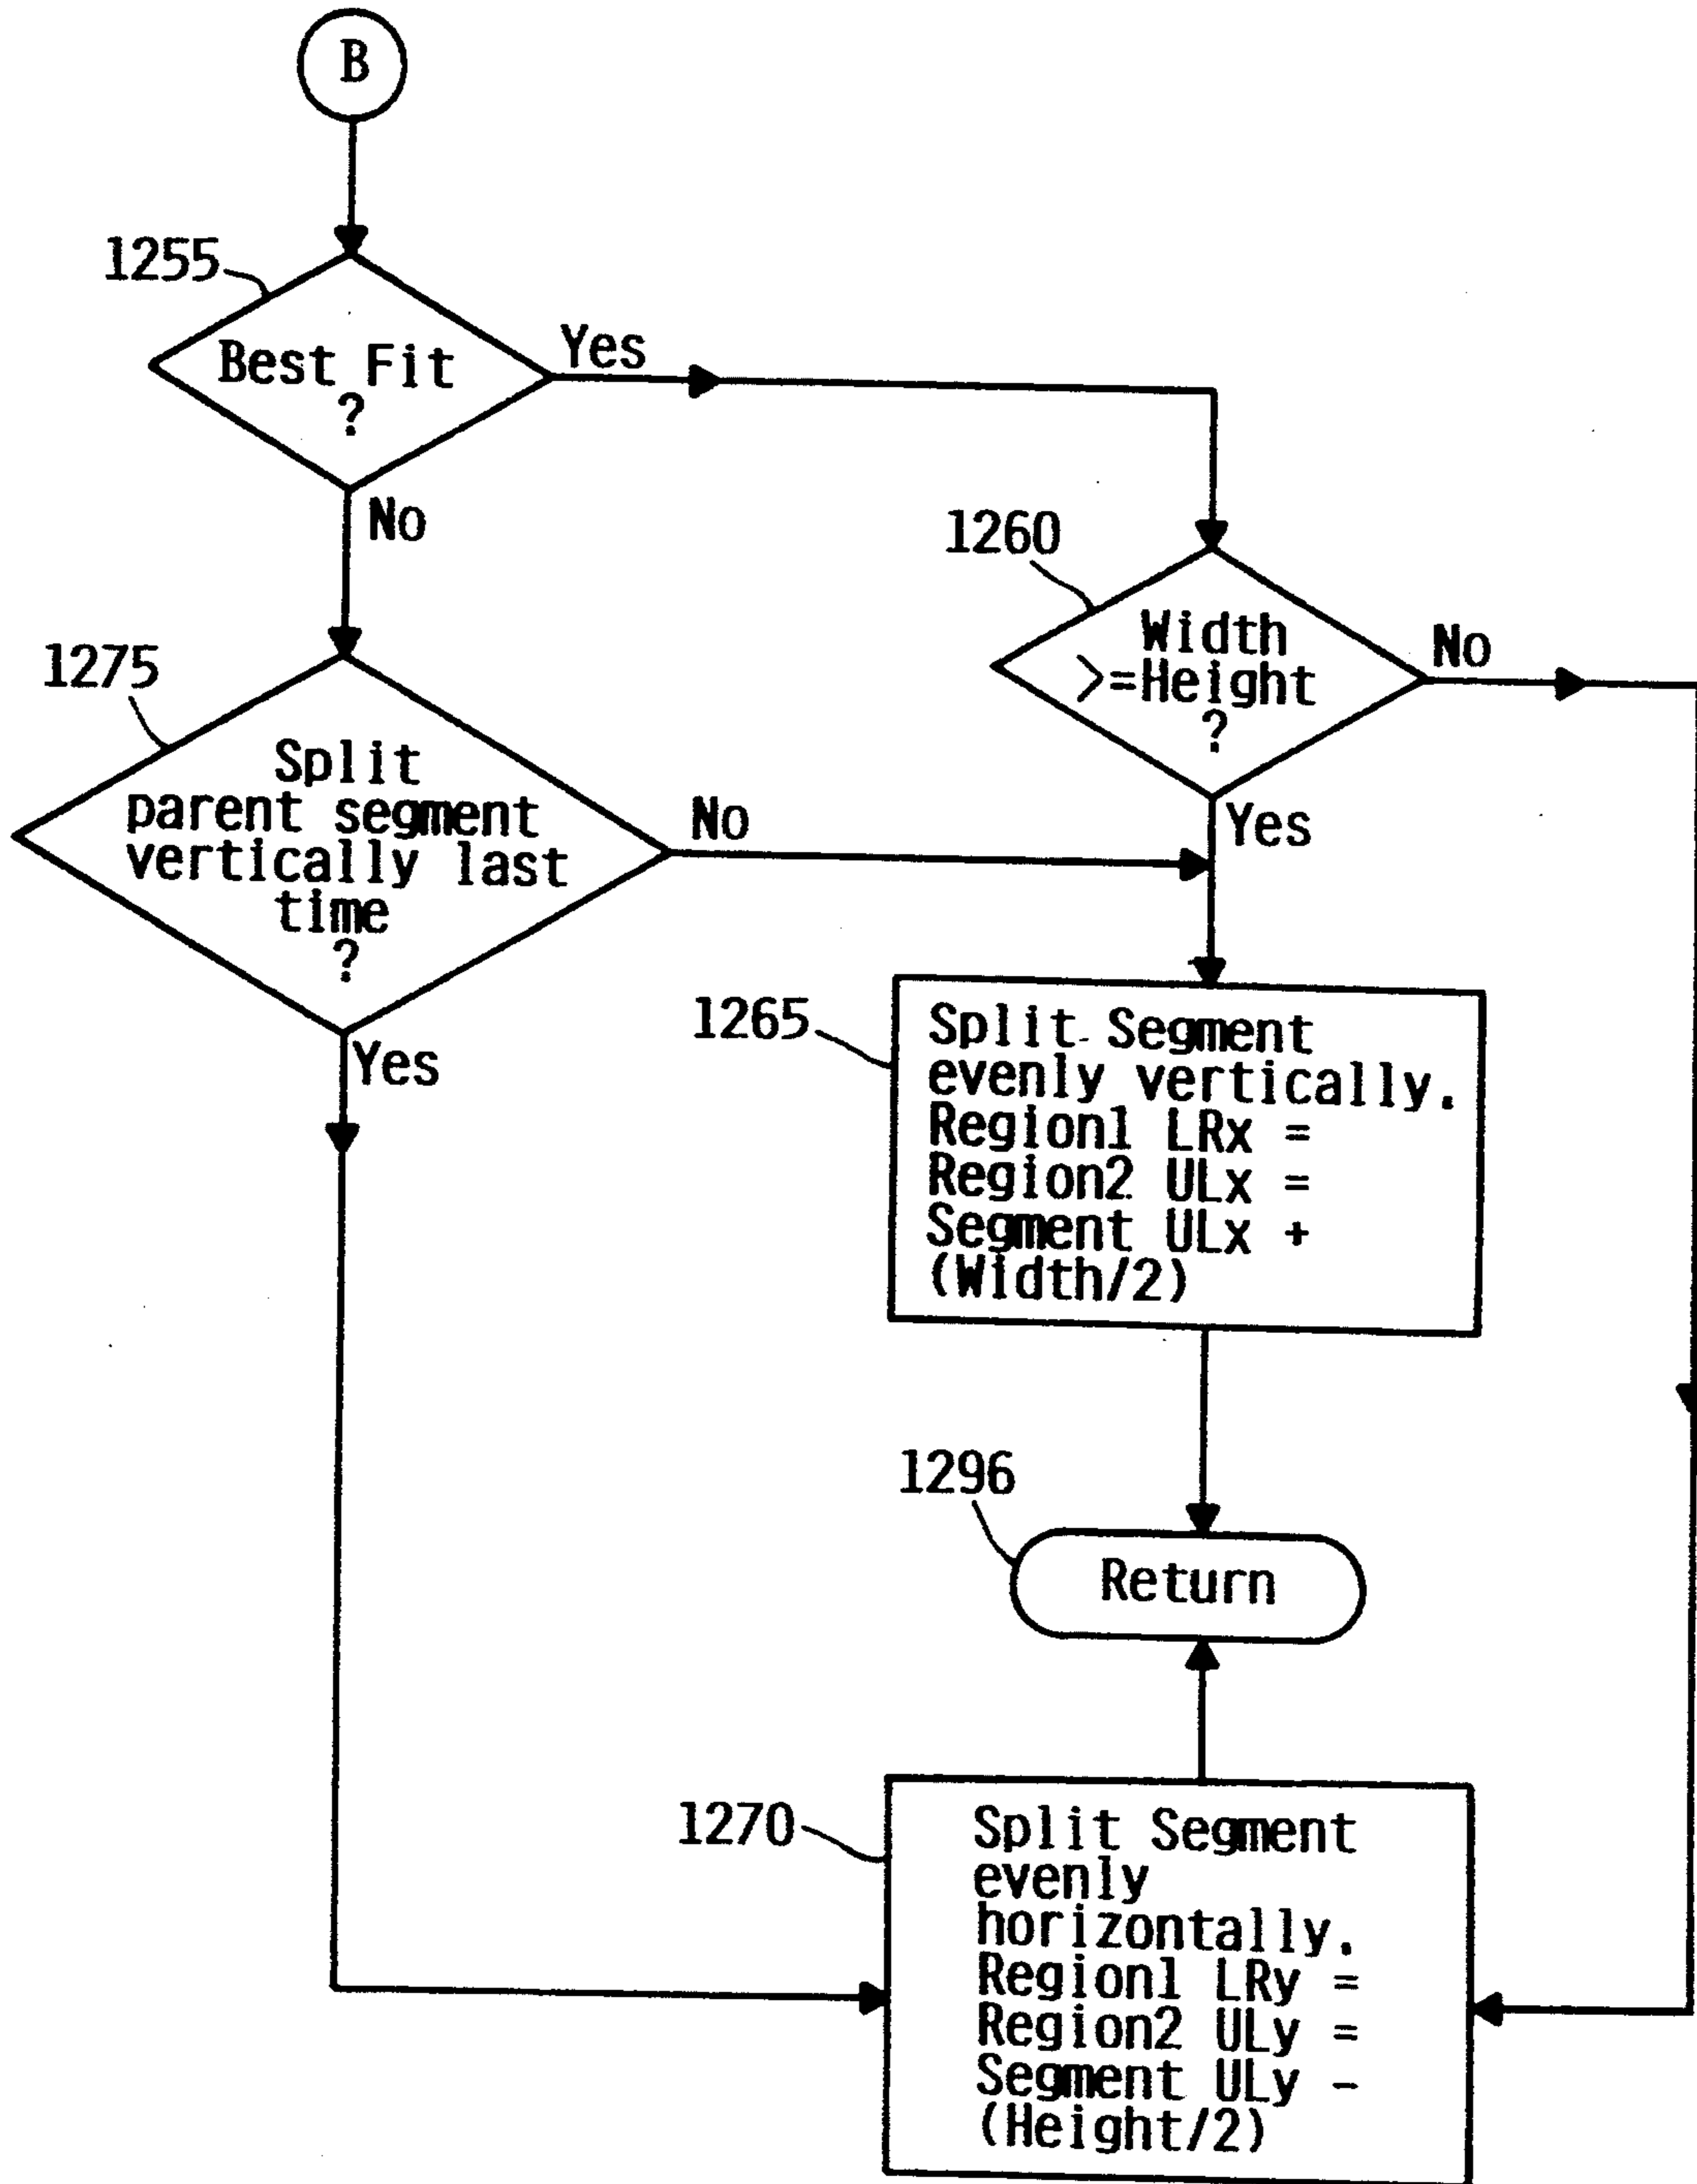 B
1255
Best Fit
?
Yes
No
1260
Width
>=Height
?
No
Yes
1275
Split
parent segment
vertically last
time
?
No
Yes
1265
Split Segment
evenly vertically.
Region1 LRx =
Region2 ULx =
Segment ULx +
(Width/2)
1296
Return
1270
Split Segment
evenly
horizontally.
Region1 LRy =
Region2 ULy =
Segment ULy -
(Height/2)